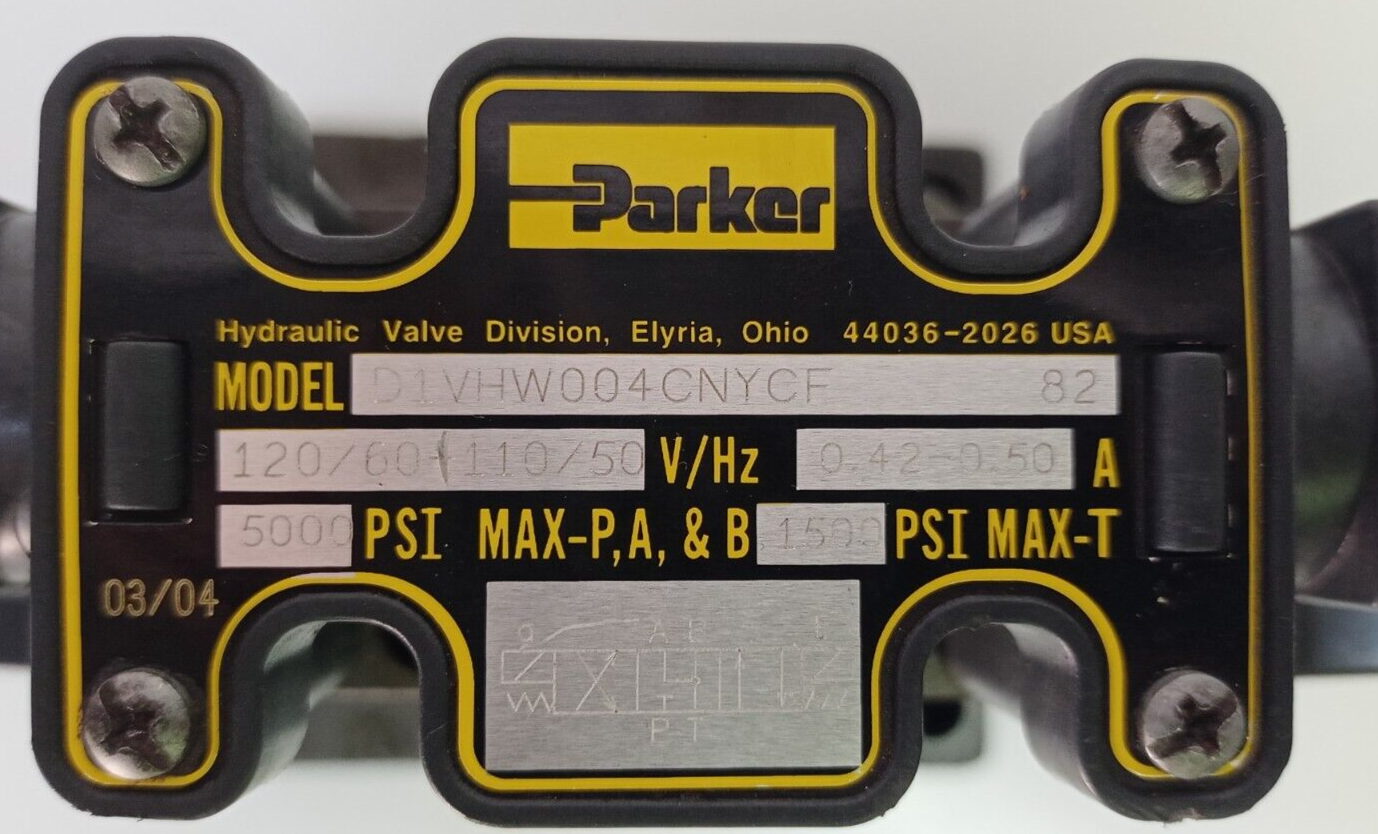 Parker
Hydraulic Valve Division, Elyria, Ohio 44036-2026 USA
MODEL D1VHW004CNYCF 82
120/60-110/50 V/Hz 0.42-0.50 A
5000 PSI MAX-P,A, & B 1500 PSI MAX-T
03/04
A B
P T